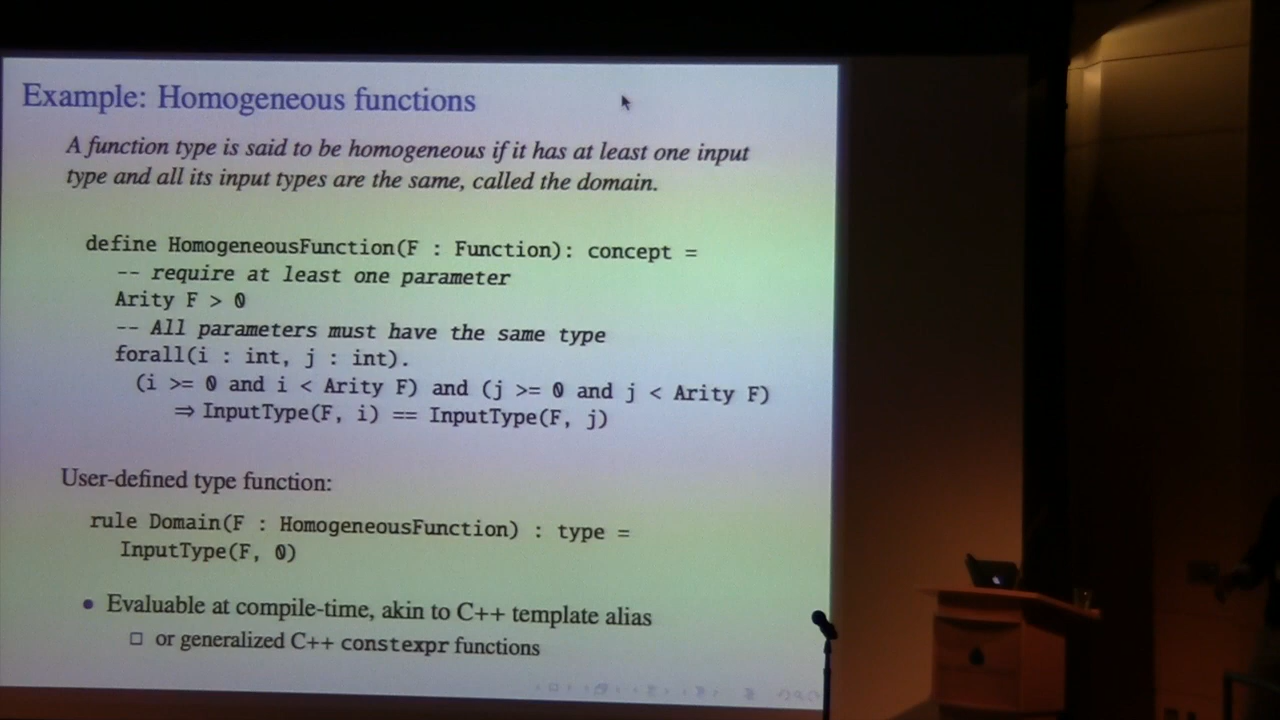 Example: Homogeneous functions
A function type is said to be homogeneous if it has at least one input
type and all its input types are the same, called the domain.
define HomogeneousFunction(F : Function): concept =
-- require at least one parameter
Arity F > 0
-- All parameters must have the same type
forall(i : int, j : int).
(i >= 0 and i < Arity F) and (j >= 0 and j < Arity F)
⇒ InputType(F, i) == InputType(F, j)
User-defined type function:
rule Domain(F : HomogeneousFunction) : type =
InputType(F, 0)
• Evaluable at compile-time, akin to C++ template alias
□ or generalized C++ constexpr functions